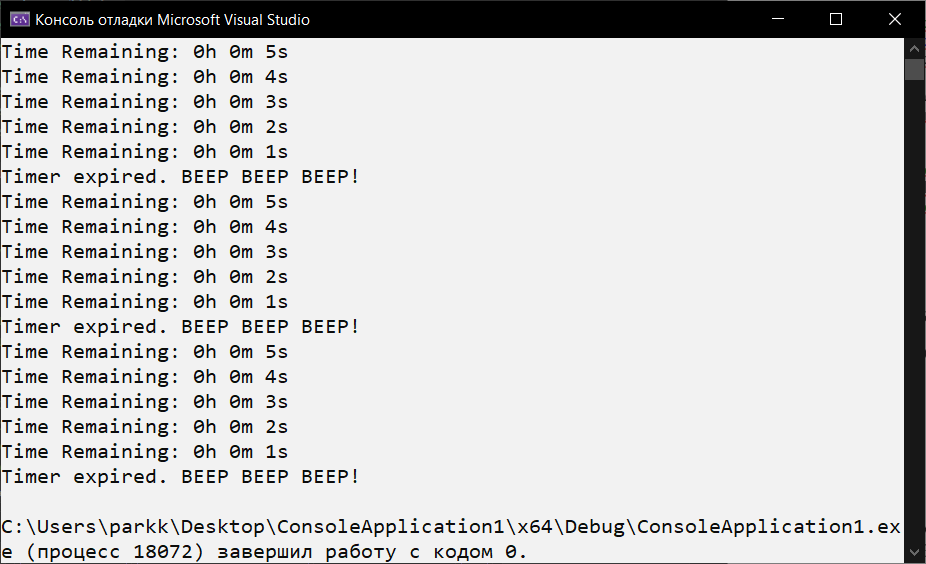 Консоль отладки Microsoft Visual Studio
Time Remaining: 0h 0m 5s
Time Remaining: 0h 0m 4s
Time Remaining: 0h 0m 3s
Time Remaining: 0h 0m 2s
Time Remaining: 0h 0m 1s
Timer expired. BEEP BEEP BEEP!
Time Remaining: 0h 0m 5s
Time Remaining: 0h 0m 4s
Time Remaining: 0h 0m 3s
Time Remaining: 0h 0m 2s
Time Remaining: 0h 0m 1s
Timer expired. BEEP BEEP BEEP!
Time Remaining: 0h 0m 5s
Time Remaining: 0h 0m 4s
Time Remaining: 0h 0m 3s
Time Remaining: 0h 0m 2s
Time Remaining: 0h 0m 1s
Timer expired. BEEP BEEP BEEP!
C:\Users\parkk\Desktop\ConsoleApplication1\x64\Debug\ConsoleApplication1.ex
e (процесс 18072) завершил работу с кодом 0.